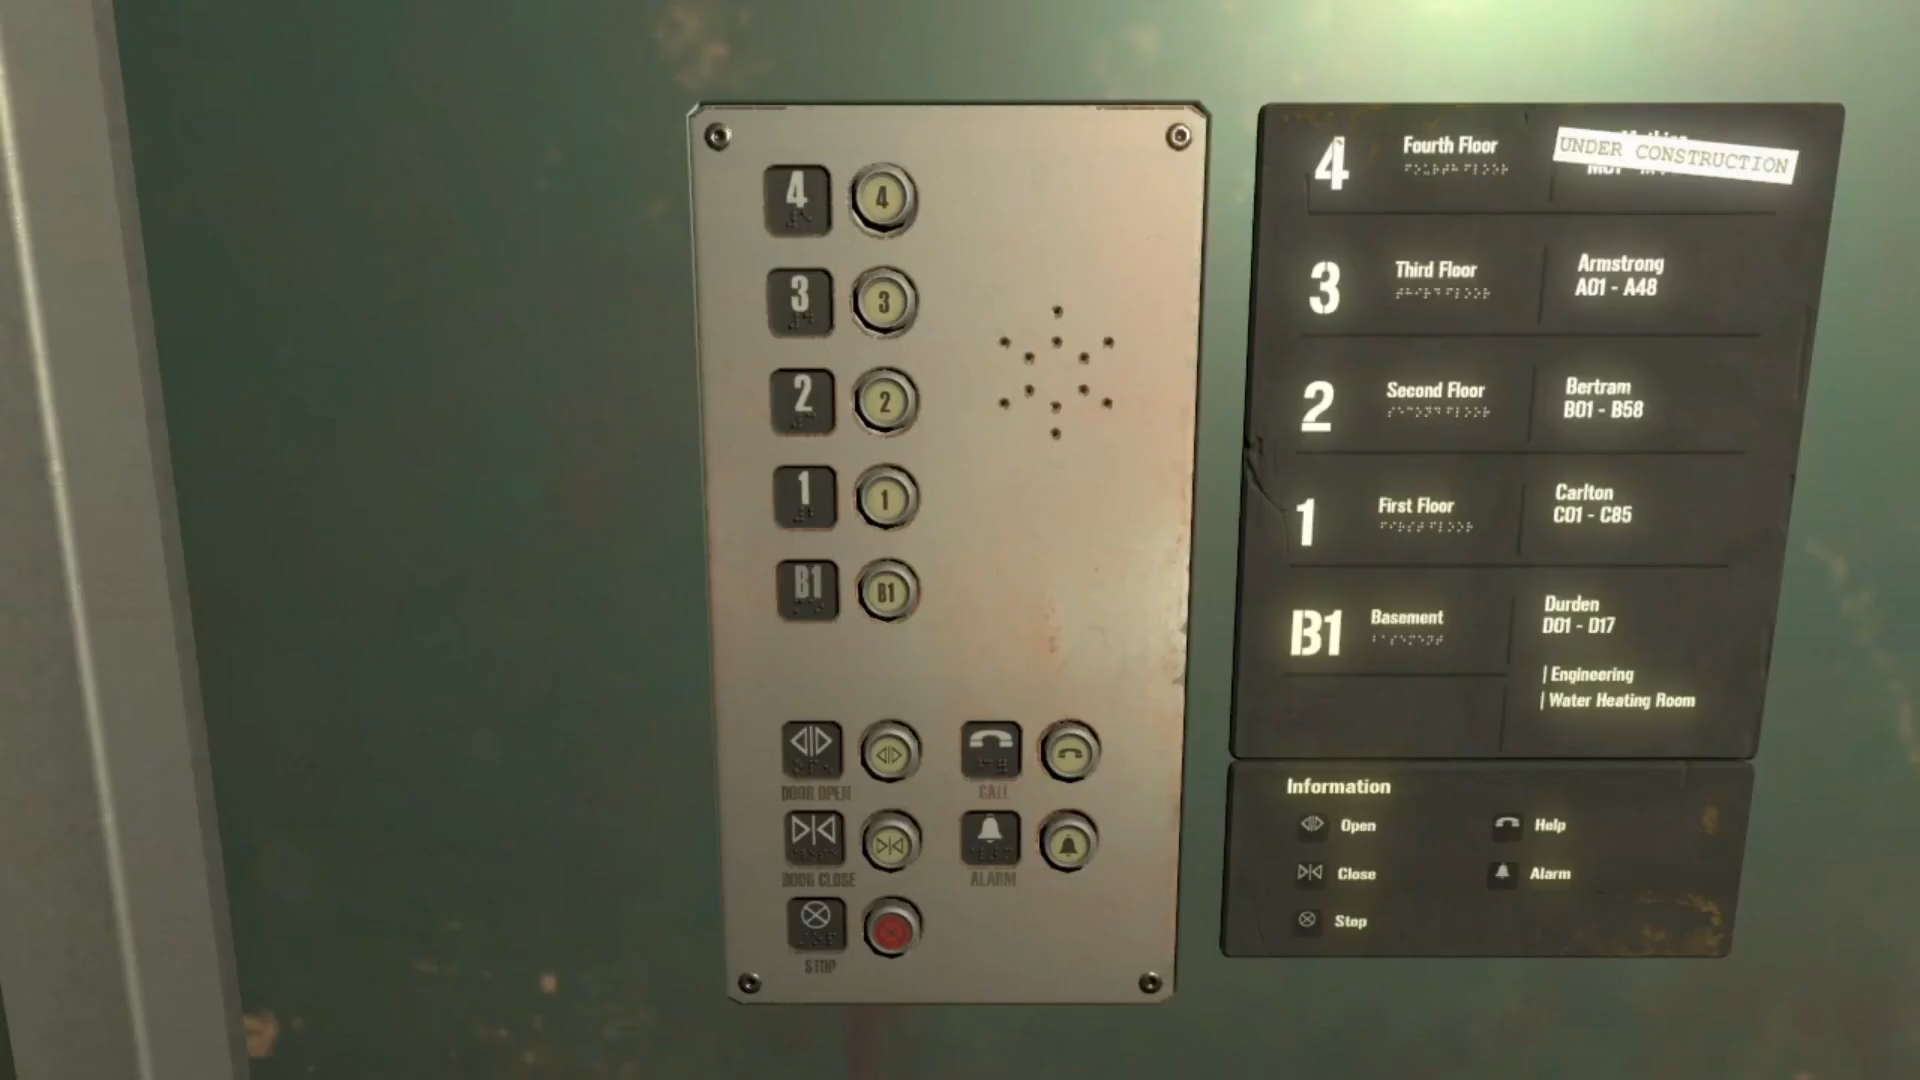 4 4
3 3
2 2
1 1
B1 B1
DOOR OPEN
CALL
DOOR CLOSE
ALARM
STOP
4 Fourth Floor
UNDER CONSTRUCTION
3 Third Floor
Armstrong
A01 - A48
2 Second Floor
Bertram
B01 - B58
1 First Floor
Carlton
C01 - C85
B1 Basement
Durden
D01 - D17
| Engineering
| Water Heating Room
Information
Open
Help
Close
Alarm
Stop